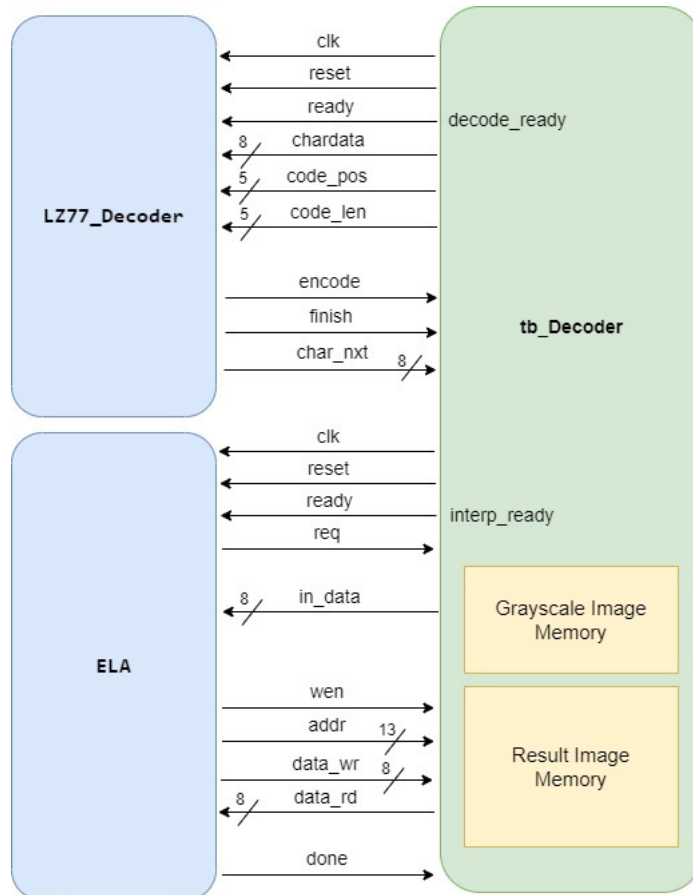 clk
reset
ready
decode_ready
8
chardata
5
code_pos
5
code_len
LZ77_Decoder
encode
finish
char_nxt
8
tb_Decoder
clk
reset
ready
interp_ready
req
8
in_data
Grayscale Image
Memory
ELA
wen
addr
13
data_wr
8
8
data_rd
Result Image
Memory
done